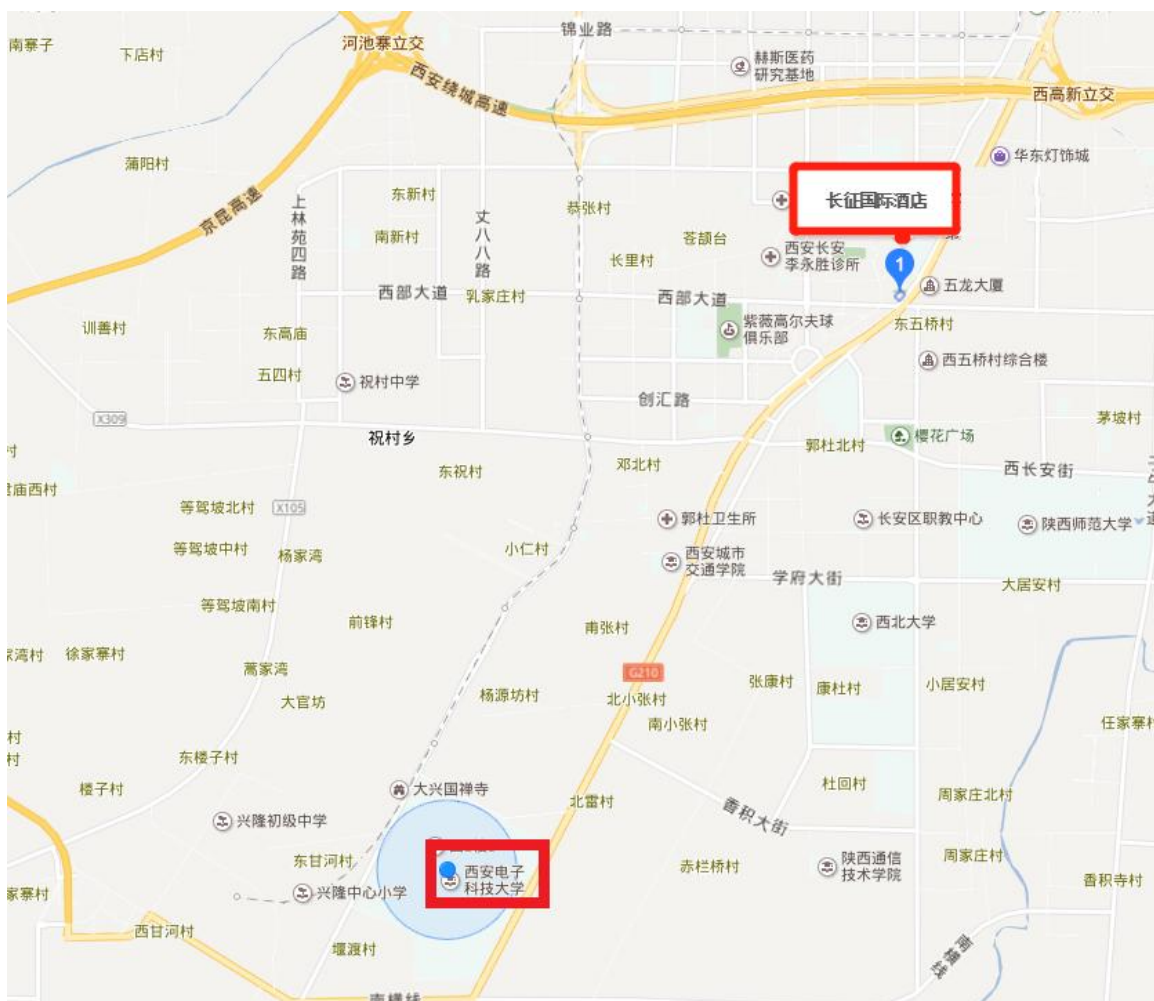 锦业路
南寨子
下店村
河池寨立交
赫斯医药
研究基地
西安绕城高速
西高新立交
华东灯饰城
蒲阳村
京昆高速
上林苑四路
东新村
丈八八路
恭张村
长征国际酒店
南新村
苍颉台
长里村
西安长安
李永胜诊所
1
五龙大厦
西部大道
乳家庄村
西部大道
训善村
东高庙
紫薇高尔夫球
俱乐部
东五桥村
五四村
祝村中学
西五桥村综合楼
创汇路
X309
祝村乡
茅坡村
郭杜北村
樱花广场
东祝村
邓北村
西长安街
庙西村
等驾坡北村
X105
郭杜卫生所
长安区职教中心
陕西师范大学
等驾坡中村
杨家湾
小仁村
西安城市
交通学院
学府大街
大居安村
等驾坡南村
前锋村
甫张村
西北大学
湾村
徐家寨村
蒿家湾
G210
张康村
康杜村
小居安村
大官坊
杨源坊村
北小张村
南小张村
任家寨村
村
村
东楼子村
楼子村
大兴国禅寺
杜回村
周家庄北村
北雷村
香积大街
兴隆初级中学
东甘河村
西安电子
科技大学
赤栏桥村
陕西通信
技术学院
周家庄村
香积寺村
家寨村
兴隆中心小学
西甘河村
堰渡村
南横线
南横线